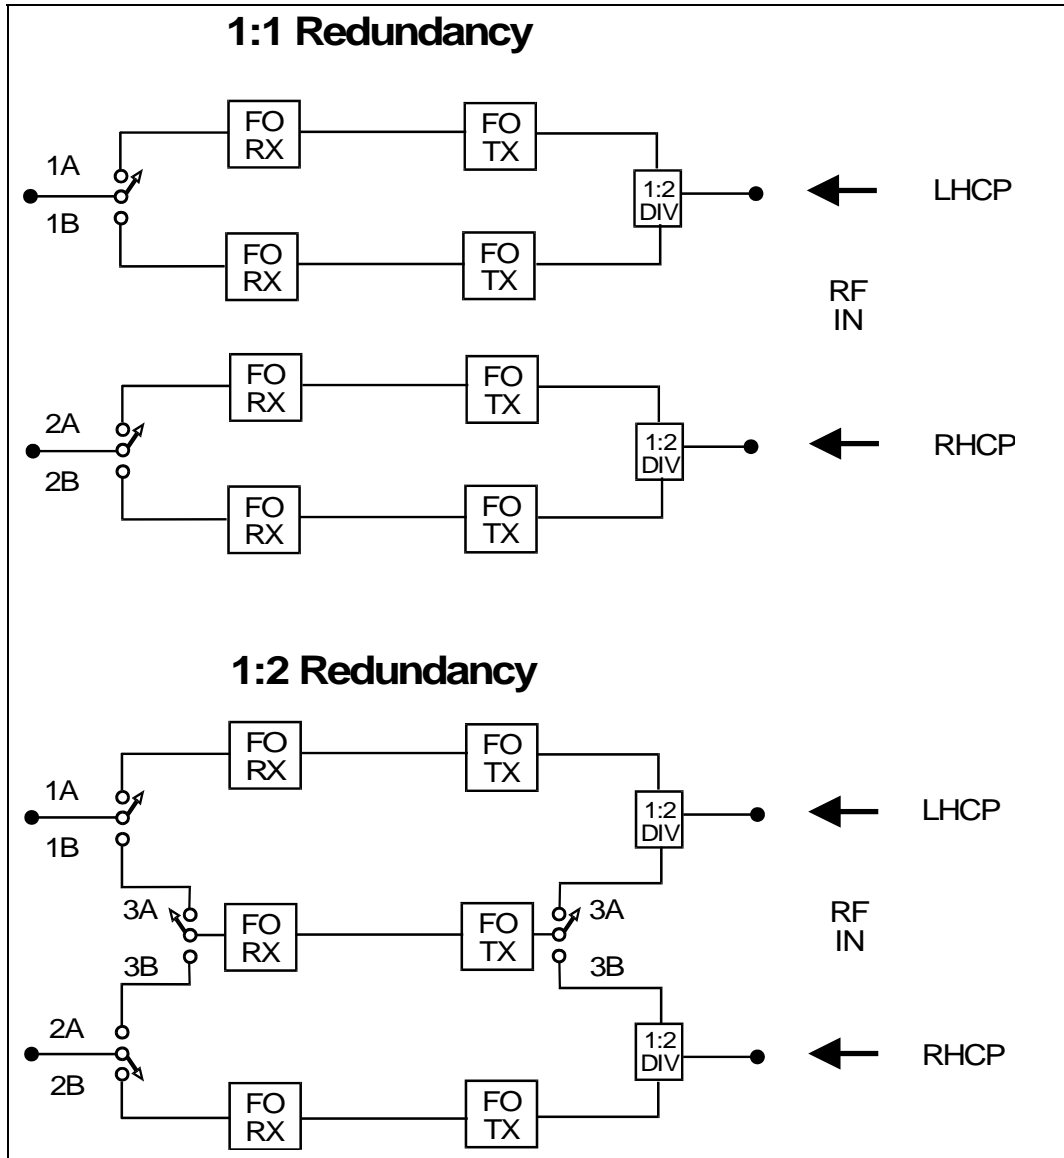 1:1 Redundancy
FO
RX
FO
TX
1A
1B
1:2
DIV
LHCP
FO
RX
FO
TX
RF
IN
FO
RX
FO
TX
2A
2B
1:2
DIV
RHCP
FO
RX
FO
TX
1:2 Redundancy
FO
RX
FO
TX
1A
1B
1:2
DIV
LHCP
3A
FO
RX
FO
TX
3A
RF
IN
3B
3B
2A
2B
1:2
DIV
RHCP
FO
RX
FO
TX